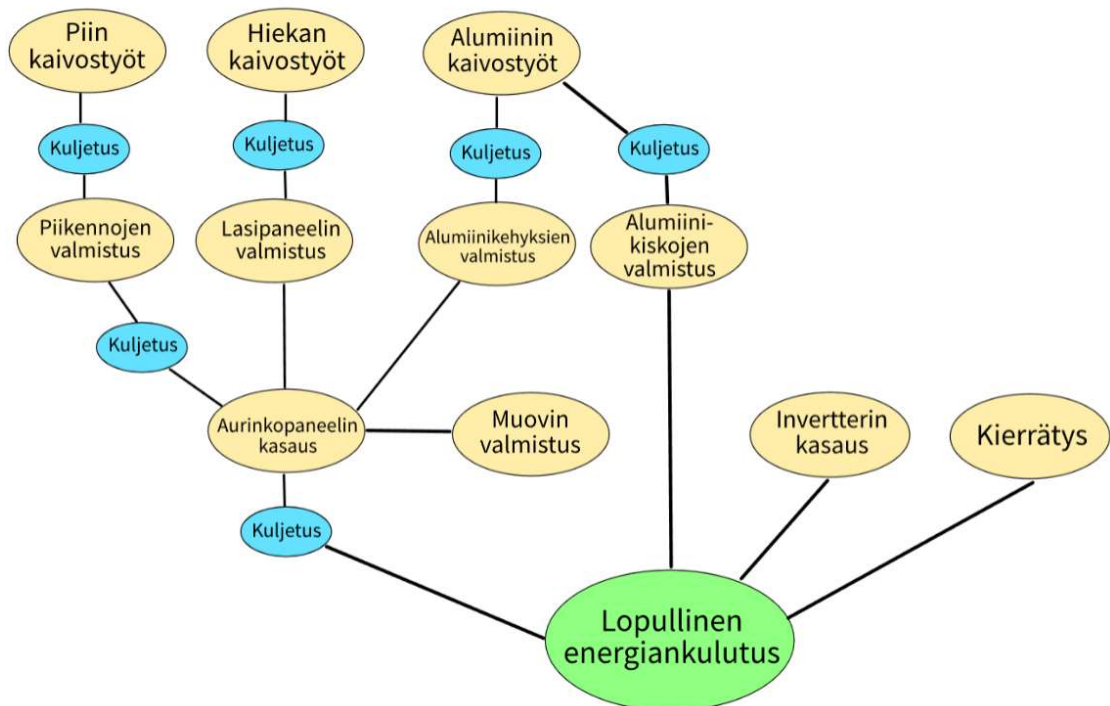 Piin
kaivostyöt
Hiekan
kaivostyöt
Alumiinin
kaivostyöt
Kuljetus
Kuljetus
Kuljetus
Kuljetus
Piikennojen
valmistus
Lasipaneelin
valmistus
Alumiinikehyksien
valmistus
Alumiini-
kiskojen
valmistus
Kuljetus
Aurinkopaneelin
kasaus
Muovin
valmistus
Invertterin
kasaus
Kierrätys
Kuljetus
Lopullinen
energiankulutus